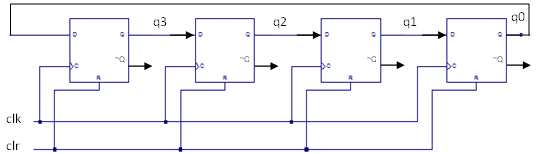 q3 q2 q1 q0
D Q D Q D Q D Q
¬Q ¬Q ¬Q ¬Q
C C C C
R R R R
clk
clr